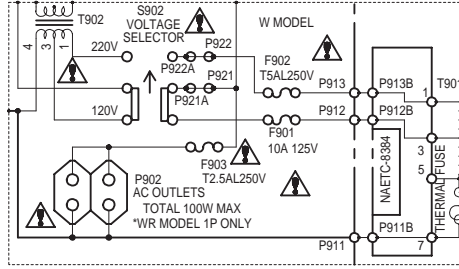 T902
S902
VOLTAGE
SELECTOR
W MODEL
4
3
1
220V
P922
P922A
F902
T5AL250V
P921
P921A
P913
P913B
T901
1
120V
P912
P912B
F901
10A 125V
NAETC-8384
3
F903
T2.5AL250V
5
THERMAL FUSE
P902
AC OUTLETS
TOTAL 100W MAX
*WR MODEL 1P ONLY
P911
P911B
7